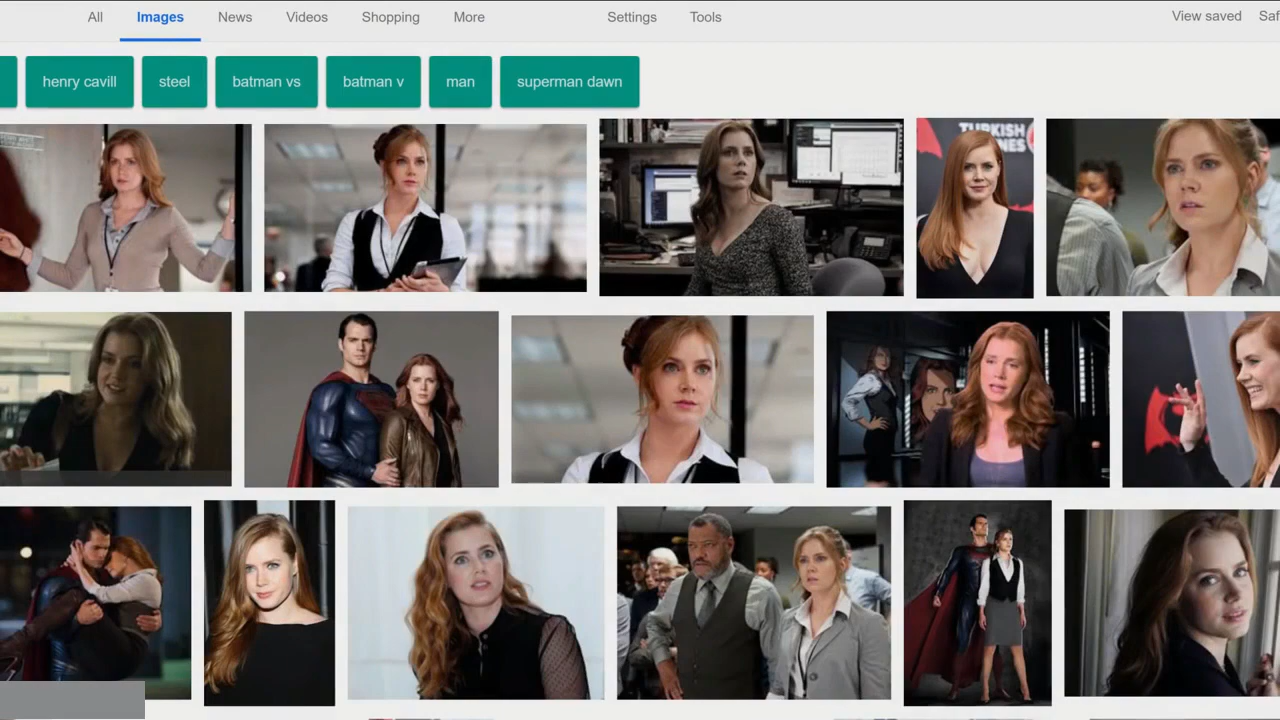 All Images News Videos Shopping More Settings Tools View saved Saf
henry cavill steel batman vs batman v man superman dawn
TURKISH